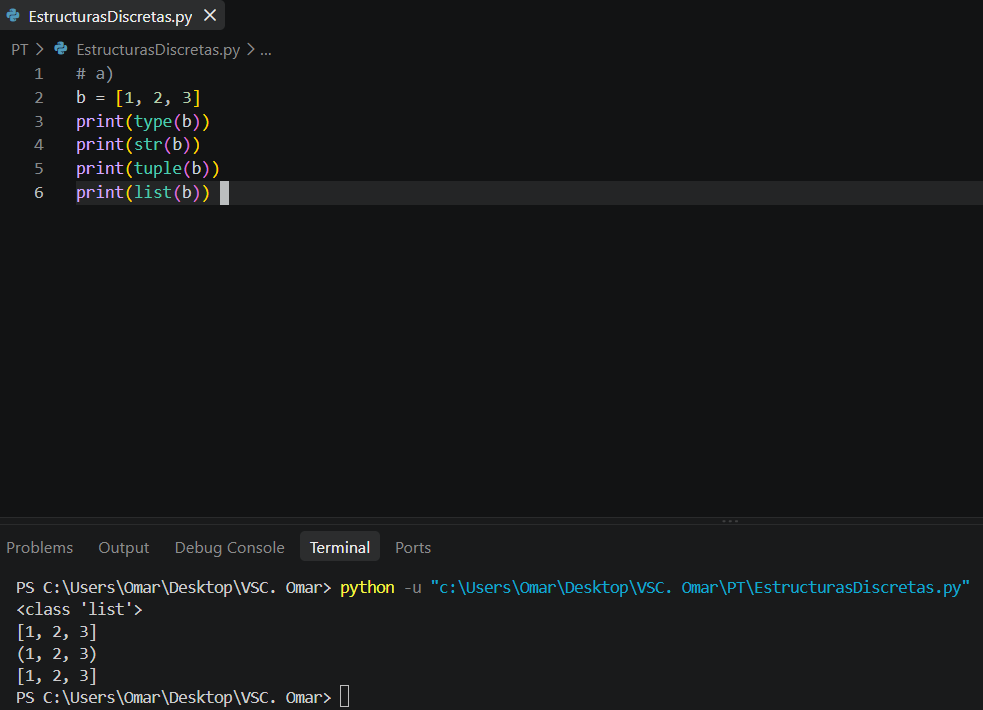 EstructurasDiscretas.py
PT > EstructurasDiscretas.py > ...
1 # a)
2 b = [1, 2, 3]
3 print(type(b))
4 print(str(b))
5 print(tuple(b))
6 print(list(b))
Problems Output Debug Console Terminal Ports
PS C:\Users\Omar\Desktop\VSC. Omar> python -u "c:\Users\Omar\Desktop\VSC. Omar\PT\EstructurasDiscretas.py"
<class 'list'>
[1, 2, 3]
(1, 2, 3)
[1, 2, 3]
PS C:\Users\Omar\Desktop\VSC. Omar>